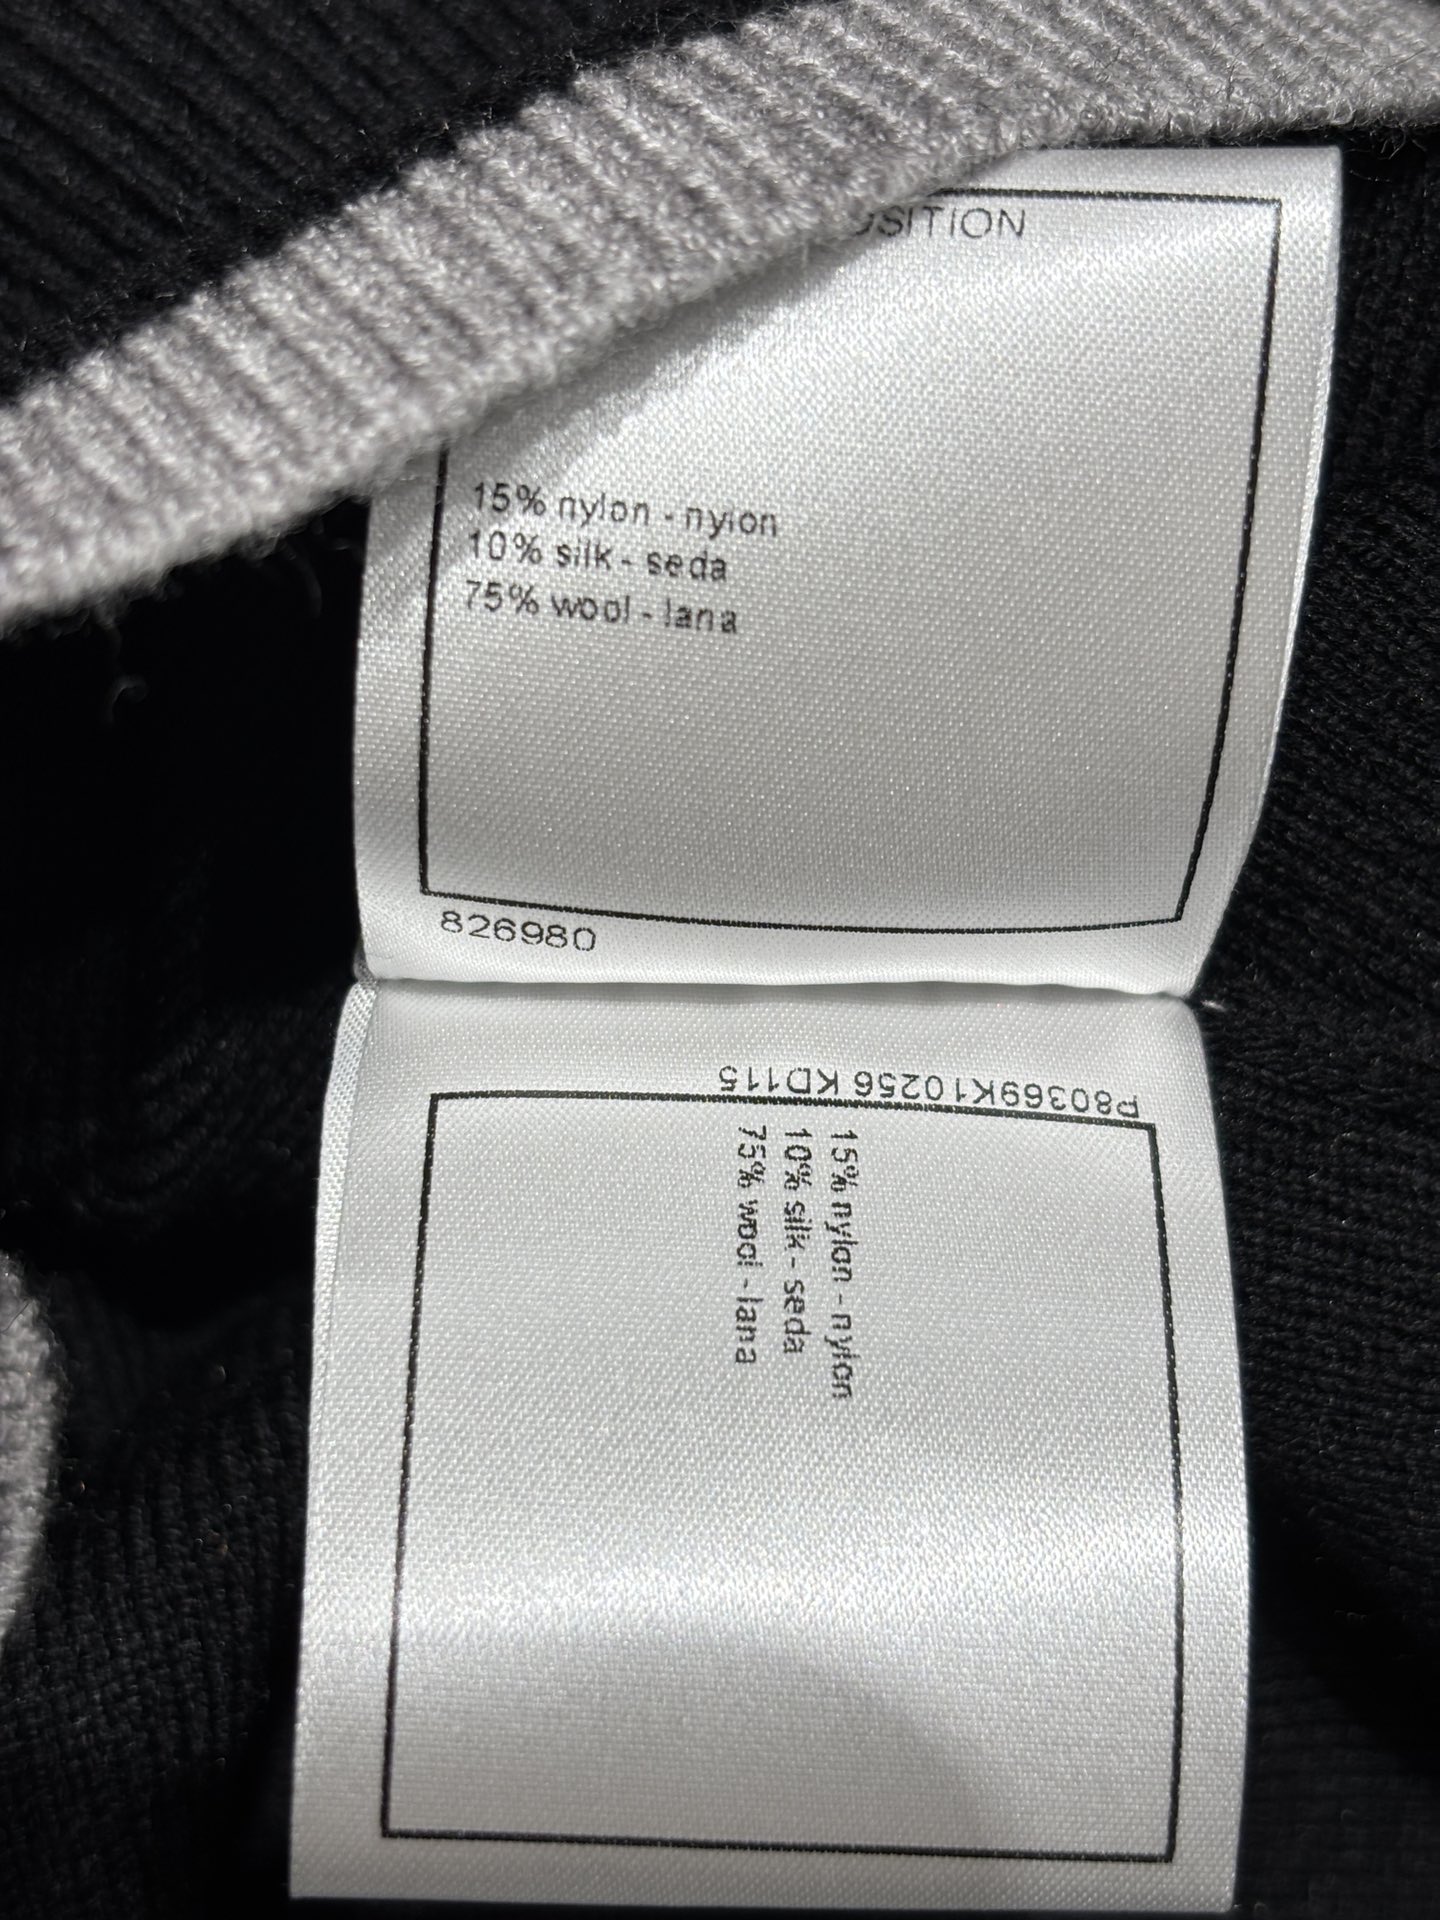 15% nylon - nylon
10% silk - seda
75% wool - lana
826980
P80369K10256 KD115
15% nylon - nylon
10% silk - seda
75% wool - lana